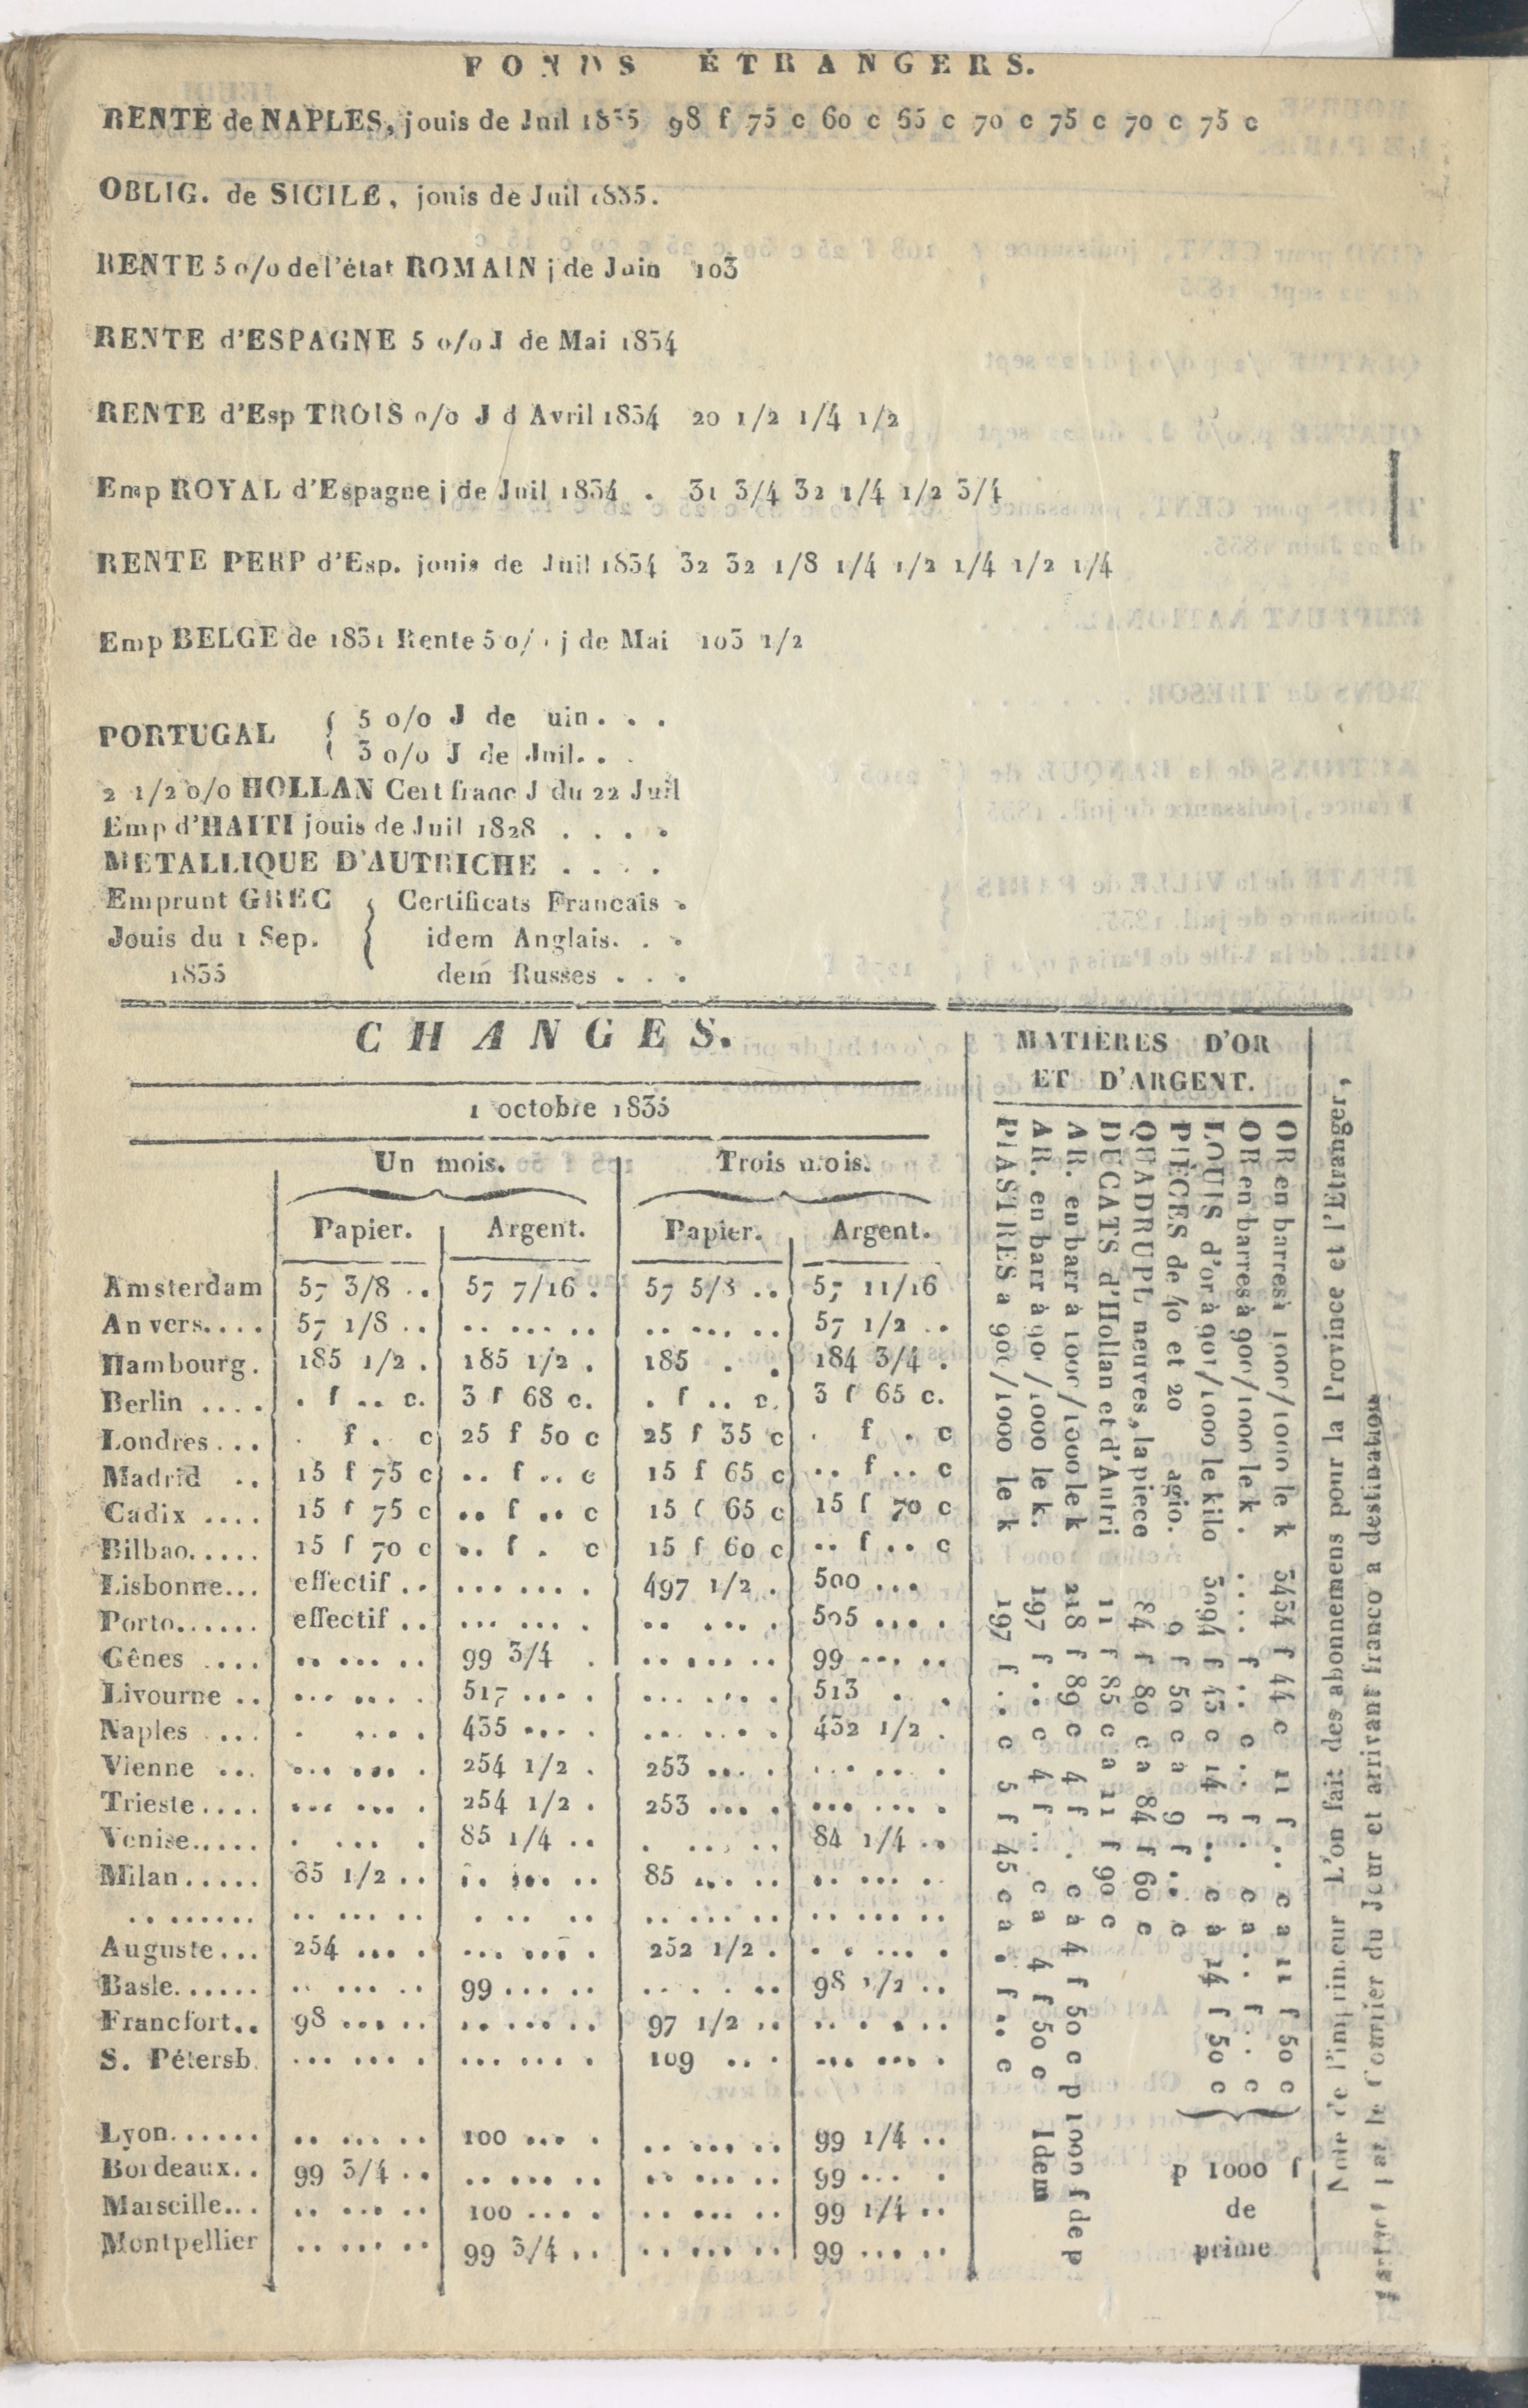 FONDS ÉTRANGERS.
RENTE de NAPLES, jouis de Juil 1835 98 f 75 c 60 c 65 c 70 c 75 c 70 c 75 c
OBLIG. de SICILE, jouis de Juil 1835.
RENTE 5 o/o de l'état ROMAIN j de Juin 103
RENTE d'ESPAGNE 5 o/o J de Mai 1834
RENTE d'Esp TROIS o/o J d Avril 1834 20 1/2 1/4 1/2
Emp ROYAL d'Espagne j de Juil 1834 . 31 3/4 32 1/4 1/2 3/4
RENTE PERP d'Esp. jouis de Juil 1834 32 32 1/8 1/4 1/2 1/4 1/2 1/4
Emp BELGE de 1831 Rente 5 o/ j de Mai 103 1/2
PORTUGAL { 5 o/o J de uin . . .
{ 3 o/o J de Juil. . .
2 1/2 o/o HOLLAN Cert franc J du 22 Juil
Emp d'HAITI jouis de Juil 1828 . . . .
METALLIQUE D'AUTRICHE . . . .
Emprunt GREC { Certificats Francais .
Jouis du 1 Sep. idem Anglais. . .
1835 dem Russes . . .
CHANGES.
1 octobre 1835
Un mois. Trois mois.
Papier. Argent. Papier. Argent.
Amsterdam 57 3/8 .. 57 7/16 . 57 5/8 .. 57 11/16
Anvers.... 57 1/8 .. .. ... .. .. ... .. 57 1/2 ..
Hambourg. 185 1/2 . 185 1/2 . 185 . . 184 3/4 .
Berlin .... . f .. c. 3 f 68 c. . f .. c. 3 f 65 c.
Londres... . f . c 25 f 50 c 25 f 35 c . f . c
Madrid .. 15 f 75 c .. f .. c 15 f 65 c .. f .. c
Cadix .... 15 f 75 c .. f .. c 15 f 65 c 15 f 70 c
Bilbao..... 15 f 70 c .. f . c 15 f 60 c .. f .. c
Lisbonne... effectif .. ... ... . 497 1/2 . 500 ...
Porto...... effectif .. ... ... . .. ... . 505 ....
Gênes .... .. ... .. 99 3/4 . .. ... .. 99 ... ..
Livourne .. ... ... . 517 .... ... ... . 513 . .
Naples ... . ... . 435 .... .. ... . 432 1/2 .
Vienne ... ... ... . 254 1/2 . 253 ... . ... ... .
Trieste.... ... ... . 254 1/2 . 253 ... . ... ... .
Venise..... . ... . 85 1/4 .. . ... .. 84 1/4 ..
Milan..... 85 1/2 .. .. ... .. 85 ... .. .. ... .
.. ....... .. ... .. . .. .. .. ... .. .. ... ..
Auguste... 254 ... . ... ... . 252 1/2 . . . ... .
Basle...... .. ... .. 99 ... .. . . . .. 98 1/2 ..
Francfort.. 98 ... .. .. ... .. 97 1/2 .. .. . . ..
S. Pétersb. ... ... . ... ... . 109 .. . ... ... .
Lyon...... .. ... .. 100 ... . .. ... .. 99 1/4 ..
Bordeaux.. 99 3/4 .. .. ... .. .. ... .. 99 ... .
Marseille... .. ... .. 100 .... .. ... .. 99 1/4 ..
Montpellier .. ... .. 99 3/4 .. .. ... .. 99 ... ..
MATIÈRES D'OR
ET D'ARGENT.
OR en barres à 1000/1000 le k 3434 f 44 c 11 f .. c a 11 f 50 c
OR en barres à 900/1000 le k . .... f .. c .. f . c a .. f .. c
LOUIS d'or à 901/1000 le kilo 3094 f 43 c 14 f .. c à 14 f 50 c
PIÈCES de 40 et 20 agio. 9 f 50 c à 9 f .. c
QUADRUPL neuves, la piece 84 f 80 c a 84 f 60 c
DUCATS d'Hollan et d'Autri 11 f 85 c a 11 f 90 c
AR. en barr à 1000/1000 le k 218 f 89 c 4 f . c à 4 f 50 c p 1000 f de p
AR. en barr à 900/1000 le k. 197 f .. c 4 f .. c a 4 f 50 c Idem
PIASTRES a 900/1000 le k 197 f .. c 5 f 45 c à . f .. c
p 1000 f
de
prime
Note de l'imprimeur L'on fait des abonnemens pour la Province et l'Etranger,
partant par le Courrier du Jour et arrivant franco a destination